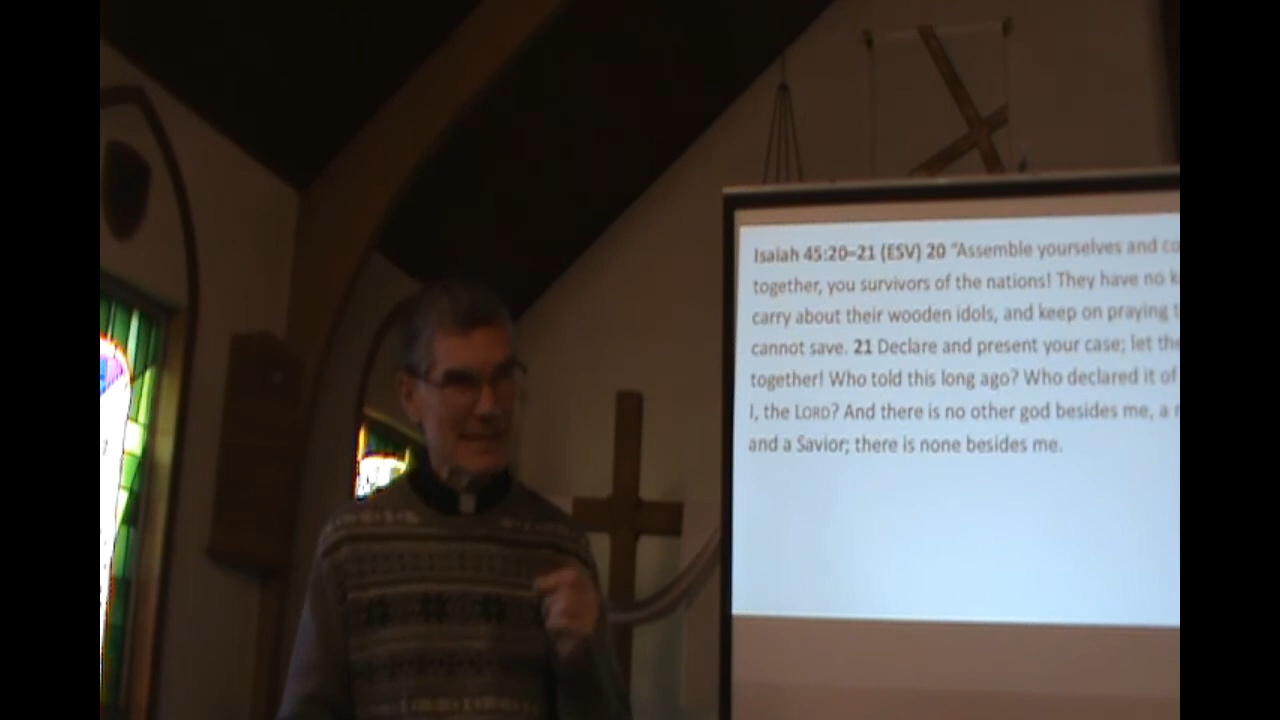 Isaiah 45:20–21 (ESV) 20 “Assemble yourselves and co
together, you survivors of the nations! They have no k
carry about their wooden idols, and keep on praying t
cannot save. 21 Declare and present your case; let the
together! Who told this long ago? Who declared it of
I, the LORD? And there is no other god besides me, a r
and a Savior; there is none besides me.